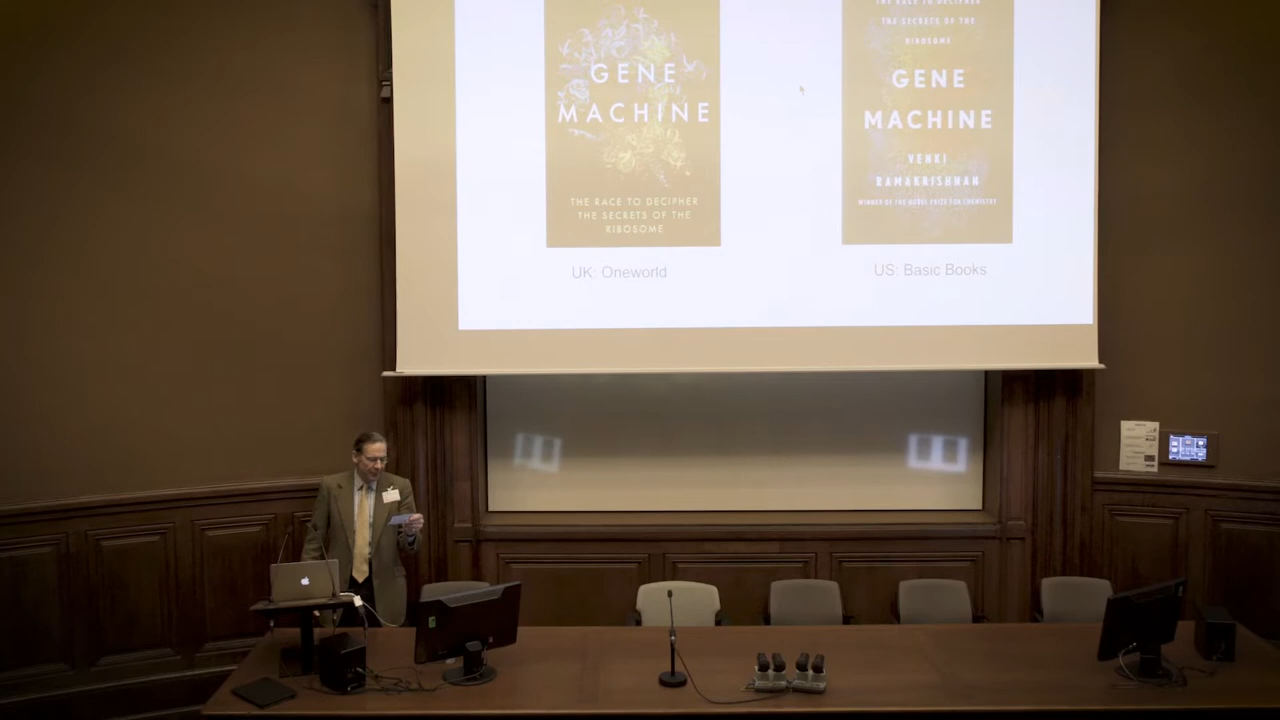 GENE
MACHINE
THE RACE TO DECIPHER
THE SECRETS OF THE
RIBOSOME
UK: Oneworld
THE RACE TO DECIPHER
THE SECRETS OF THE
RIBOSOME
GENE
MACHINE
VENKI
RAMAKRISHNAN
WINNER OF THE NOBEL PRIZE FOR CHEMISTRY
US: Basic Books